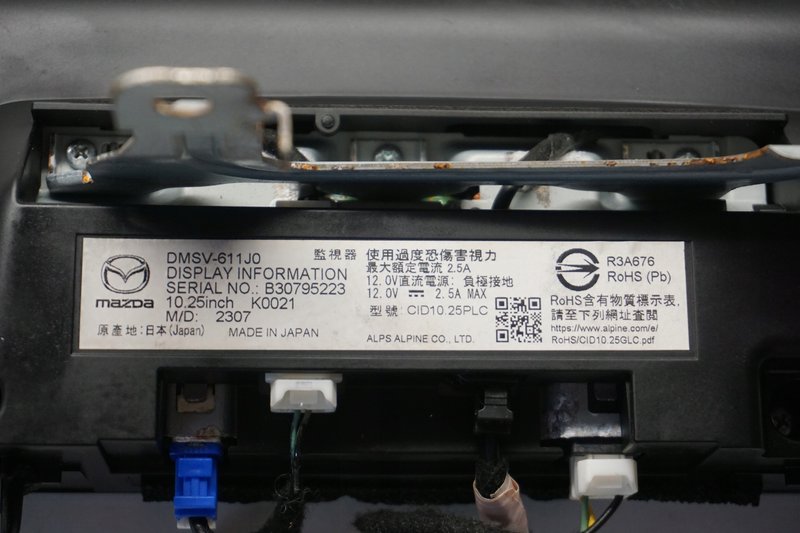 mazda
DMSV-611J0
DISPLAY INFORMATION
SERIAL NO.: B30795223
10.25inch K0021
M/D: 2307
原產地:日本(Japan) MADE IN JAPAN
監視器 使用過度恐傷害視力
最大額定電流 2.5A
12.0V直流電源: 負極接地
12.0V ⎓ 2.5A MAX
型號: CID10.25PLC
ALPS ALPINE CO., LTD.
R3A676
RoHS (Pb)
RoHS含有物質標示表,
請至下列網址查閱
https://www.alpine.com/e/
RoHS/CID10.25GLC.pdf